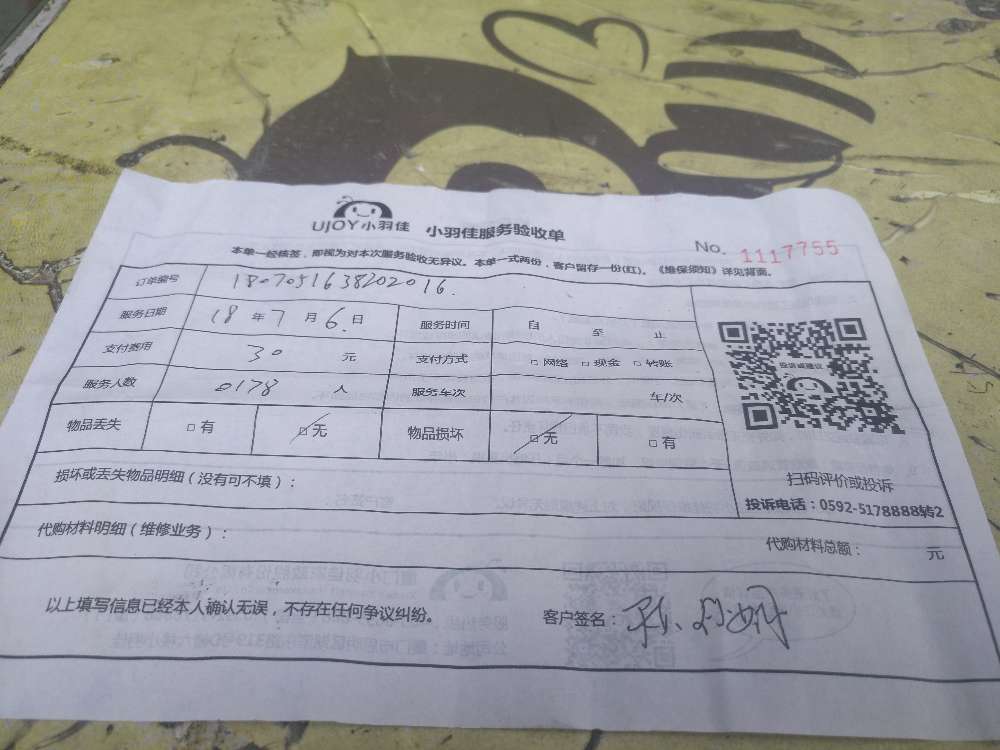 UJOY小羽佳 小羽佳服务验收单
No. 1117755
本单一经核签，即视为对本次服务验收无异议。本单一式两份，客户留存一份(红)。《维保须知》详见背面。
订单编号 1807051638202016.
服务日期 18 年 7 月 6 日 服务时间 自 至 止
支付费用 30 元 支付方式 □ 网络 □ 现金 □ 转账
服务人数 0178 人 服务车次 车/次
物品丢失 □ 有 □ 无 物品损坏 □ 无 □ 有
投诉或建议
扫码评价或投诉
投诉电话：0592-5178888转2
损坏或丢失物品明细（没有可不填）：
代购材料明细（维修业务）： 代购材料总额： 元
以上填写信息已经本人确认无误，不存在任何争议纠纷。 客户签名：